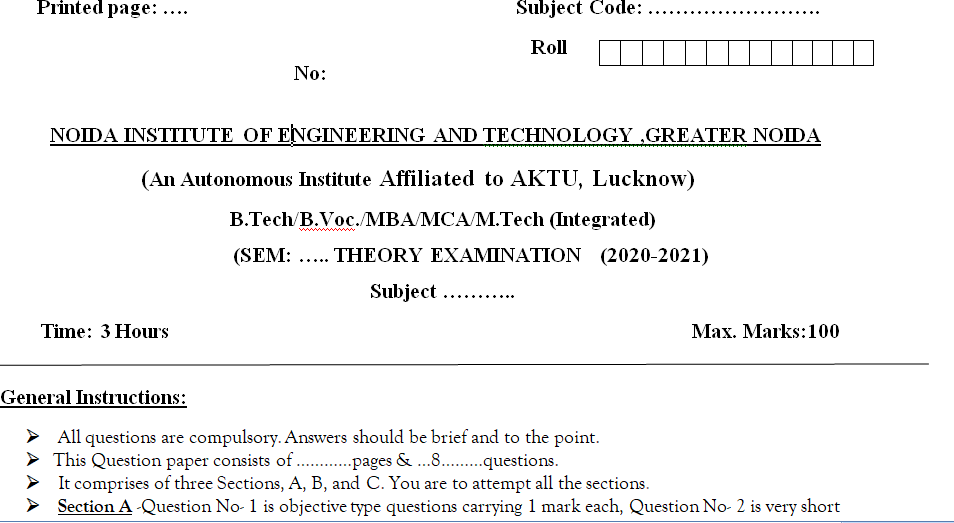 Printed page: ….	Subject Code: …………………….
Roll
No:
NOIDA INSTITUTE OF ENGINEERING AND TECHNOLOGY ,GREATER NOIDA
(An Autonomous Institute Affiliated to AKTU, Lucknow)
B.Tech/B.Voc./MBA/MCA/M.Tech (Integrated)
(SEM: ….. THEORY EXAMINATION (2020-2021)
Subject ………..
Time: 3 Hours	Max. Marks:100
General Instructions:
➢ All questions are compulsory. Answers should be brief and to the point.
➢ This Question paper consists of …………pages & …8………questions.
➢ It comprises of three Sections, A, B, and C. You are to attempt all the sections.
➢ Section A -Question No- 1 is objective type questions carrying 1 mark each, Question No- 2 is very short